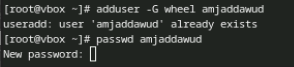 [root@vbox ~]# adduser -G wheel amjaddawud
useradd: user 'amjaddawud' already exists
[root@vbox ~]# passwd amjaddawud
New password: